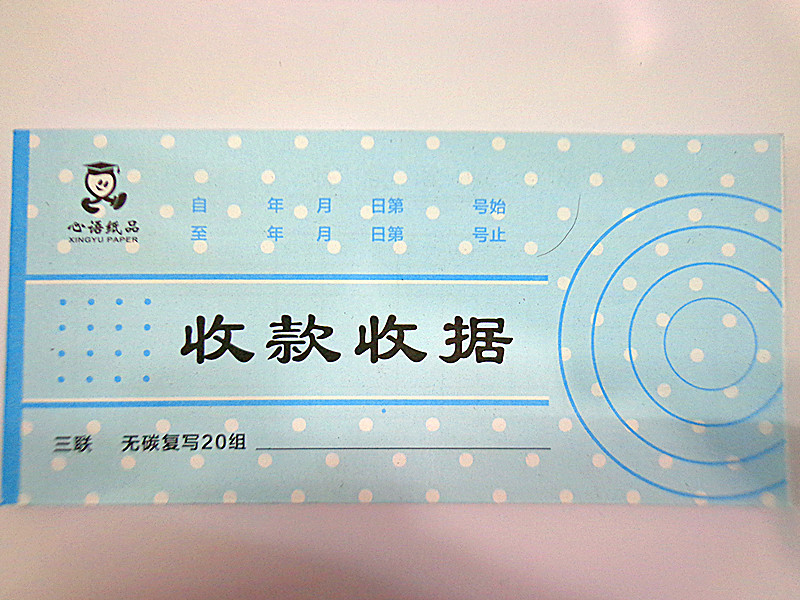 心语纸品
XINGYU PAPER
自 年 月 日第 号始
至 年 月 日第 号止
收款收据
三联 无碳复写20组